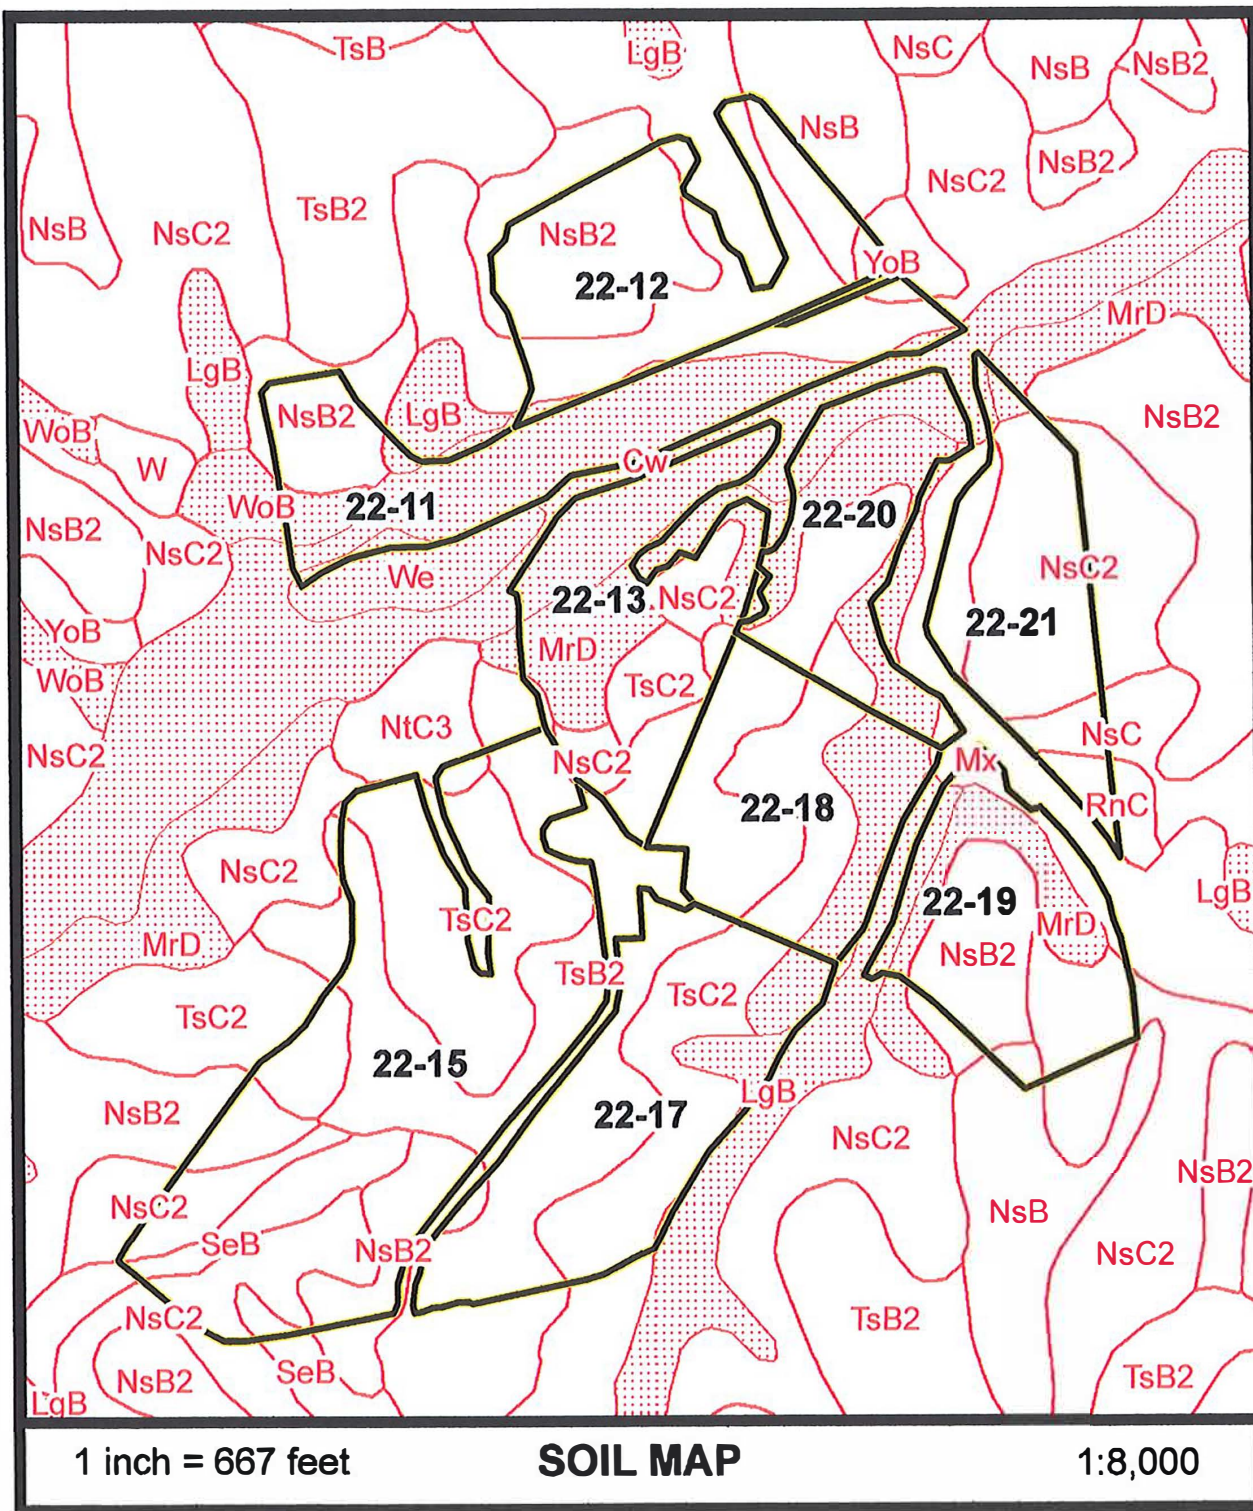 TsB
LgB
NsC
NsB
NsB2
NsB
NsB2
NsC2
TsB2
NsB
NsC2
NsB2
22-12
YoB
MrD
LgB
NsB2
LgB
NsB2
WoB
W
Cw
WoB
22-11
22-20
NsB2
NsC2
We
NsC2
22-13
NsC2
22-21
YoB
MrD
WoB
TsC2
NtC3
NsC
NsC2
NsC2
Mx
22-18
RnC
NsC2
LgB
22-19
TsC2
MrD
MrD
NsB2
TsB2
TsC2
TsC2
22-15
LgB
NsB2
22-17
NsC2
NsB2
NsC2
NsB
SeB
NsB2
NsC2
NsC2
TsB2
SeB
NsB2
TsB2
LgB
1 inch = 667 feet SOIL MAP 1:8,000